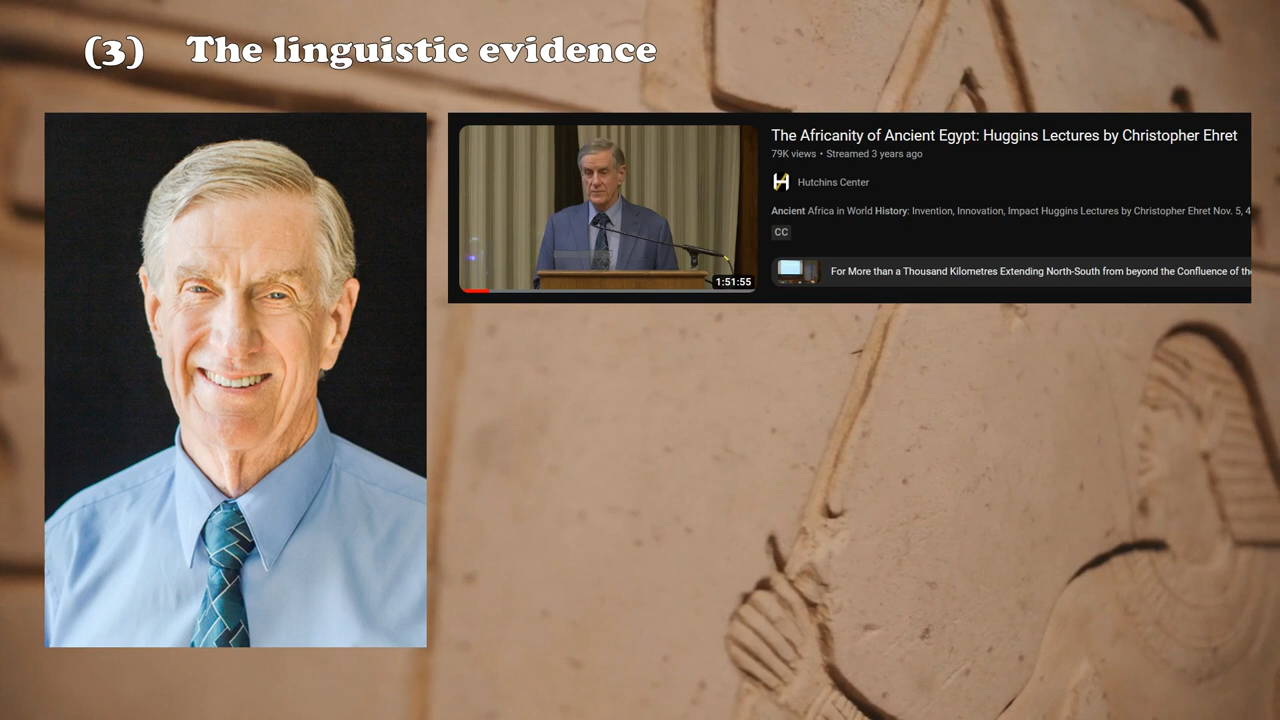 (3) The linguistic evidence
The Africanity of Ancient Egypt: Huggins Lectures by Christopher Ehret
79K views • Streamed 3 years ago
Hutchins Center
Ancient Africa in World History: Invention, Innovation, Impact Huggins Lectures by Christopher Ehret Nov. 5, 4
CC
1:51:55
For More than a Thousand Kilometres Extending North-South from beyond the Confluence of the